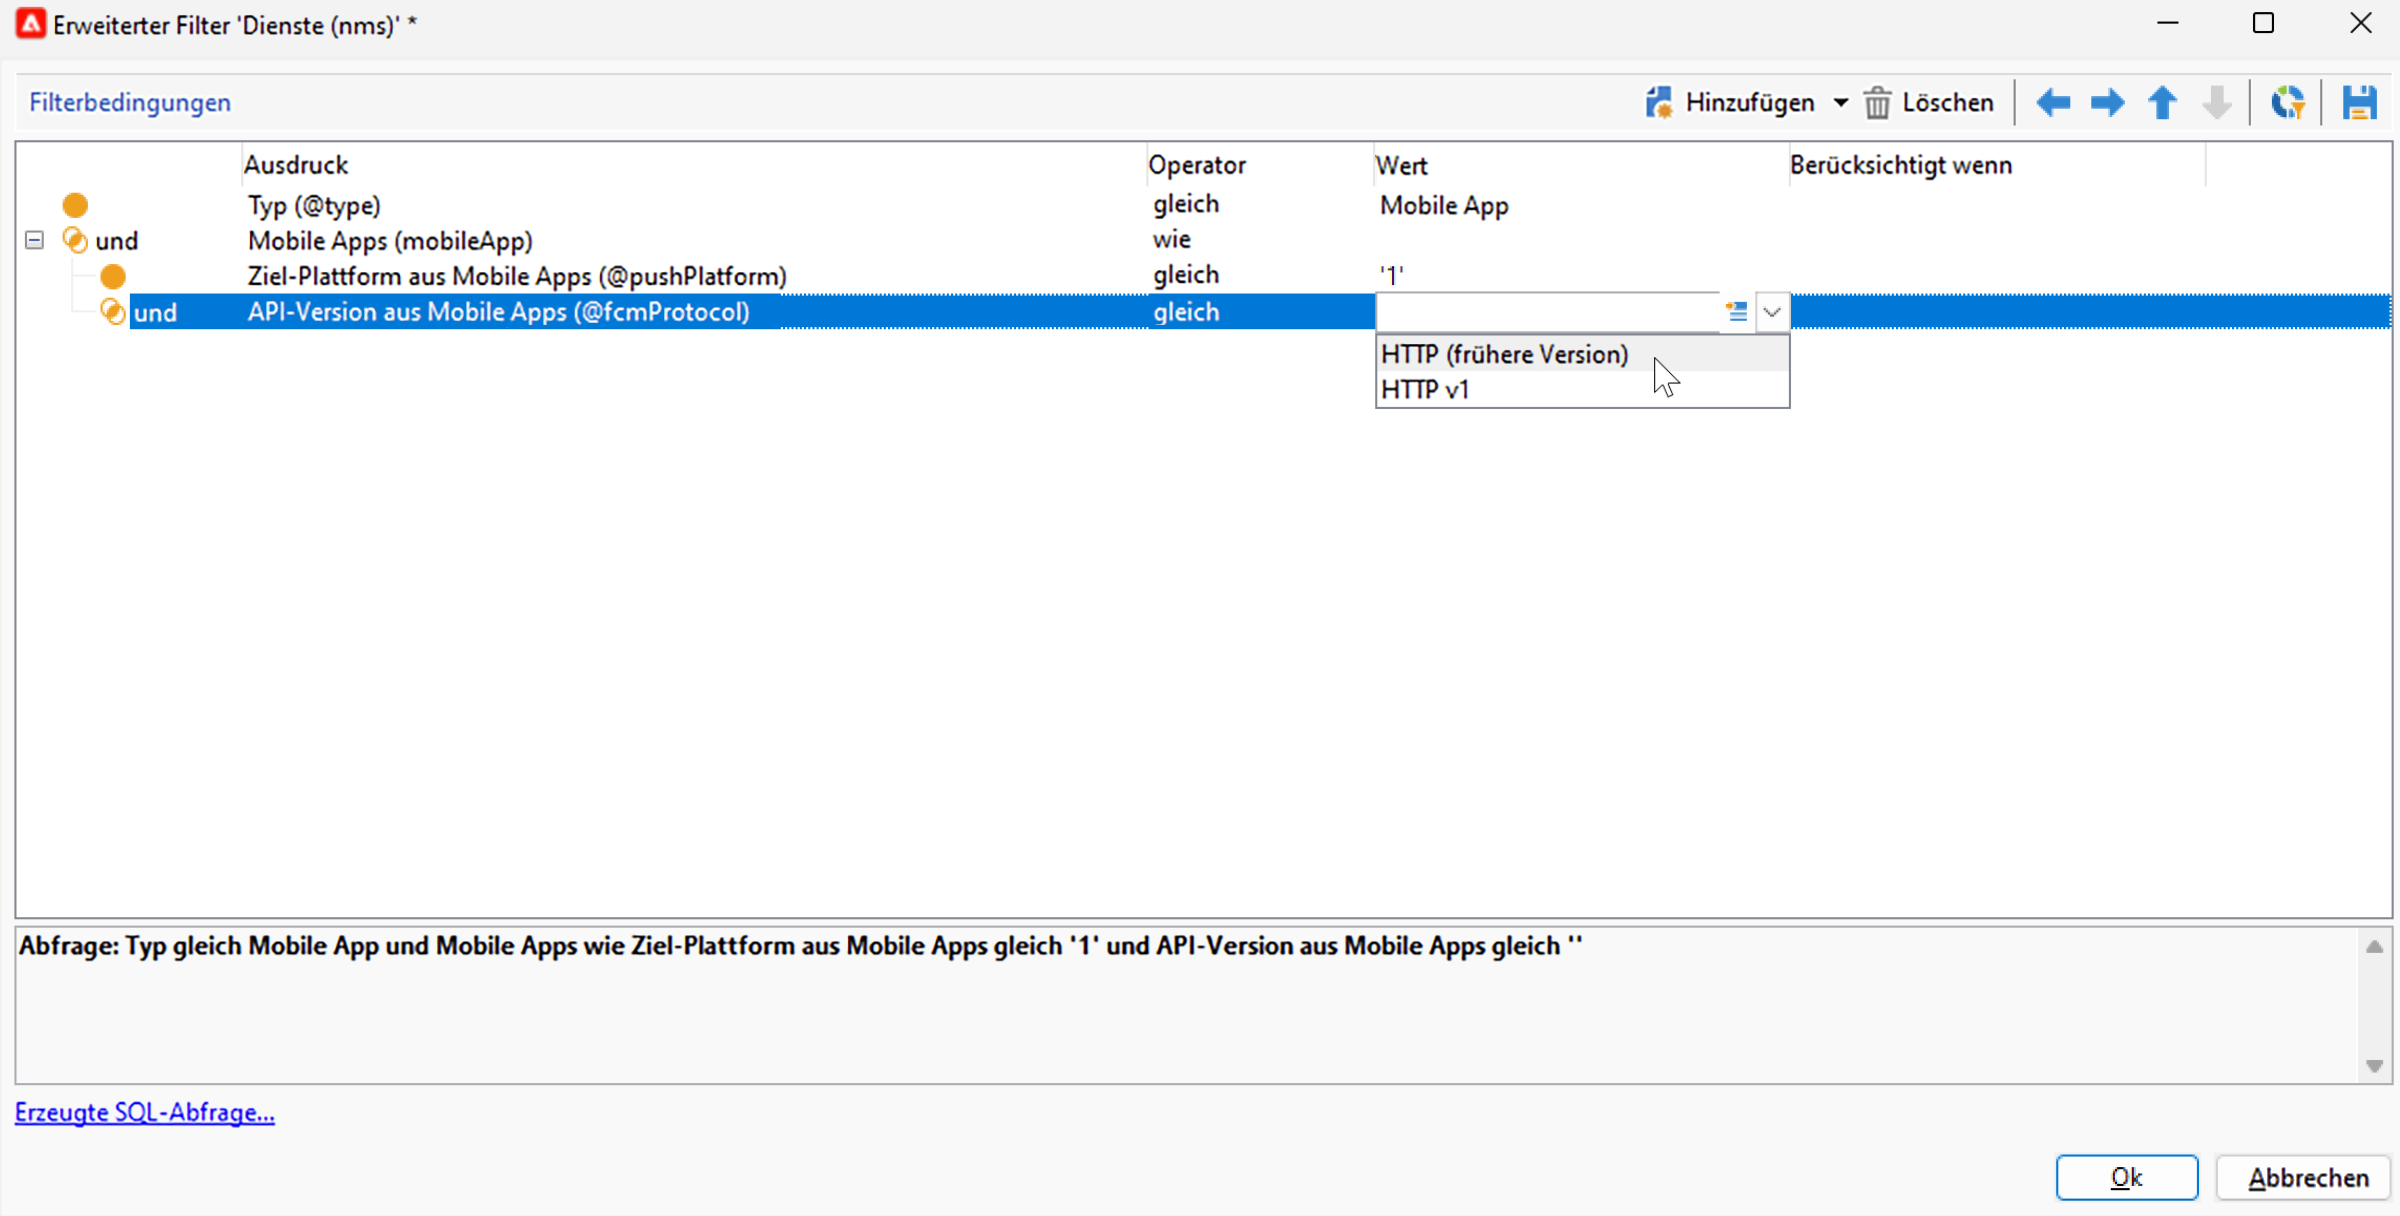 Erweiterter Filter 'Dienste (nms)' *
Filterbedingungen
Hinzufügen
Löschen
Ausdruck Operator Wert Berücksichtigt wenn
Typ (@type) gleich Mobile App
und Mobile Apps (mobileApp) wie
Ziel-Plattform aus Mobile Apps (@pushPlatform) gleich '1'
und API-Version aus Mobile Apps (@fcmProtocol) gleich
HTTP (frühere Version)
HTTP v1
Abfrage: Typ gleich Mobile App und Mobile Apps wie Ziel-Plattform aus Mobile Apps gleich '1' und API-Version aus Mobile Apps gleich ''
Erzeugte SQL-Abfrage...
Ok
Abbrechen